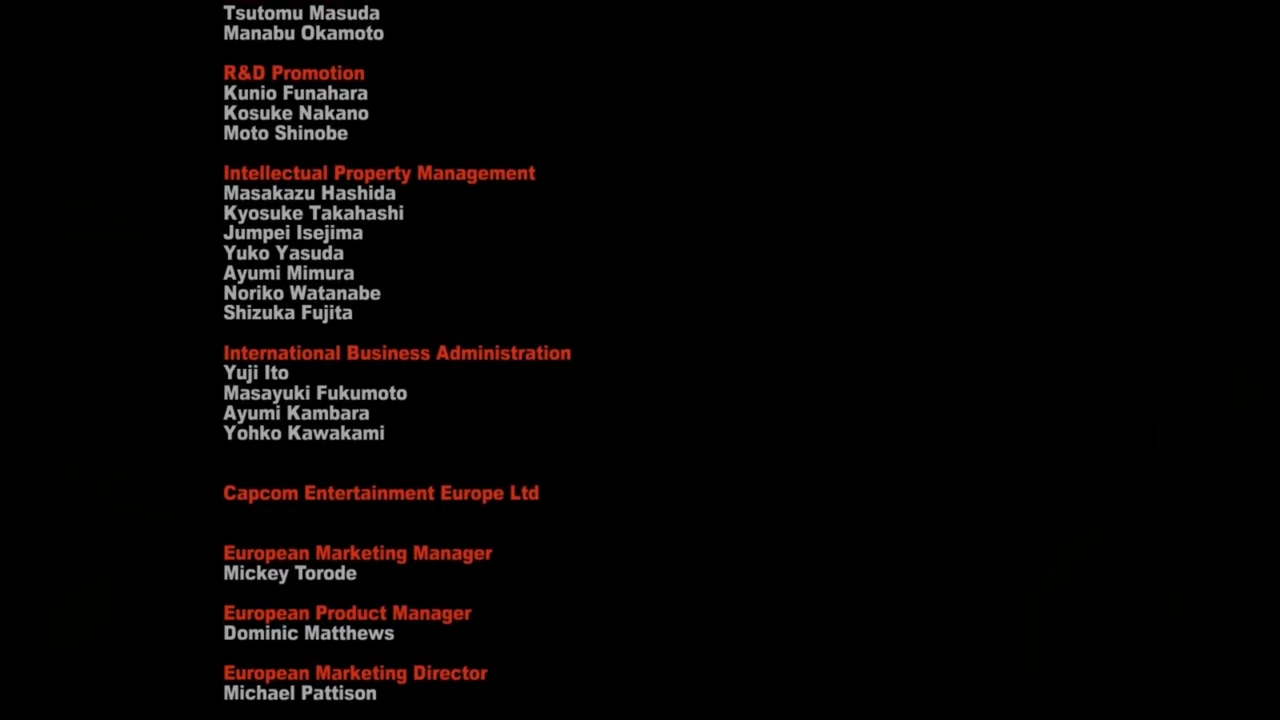 Tsutomu Masuda
Manabu Okamoto
R&D Promotion
Kunio Funahara
Kosuke Nakano
Moto Shinobe
Intellectual Property Management
Masakazu Hashida
Kyosuke Takahashi
Jumpei Isejima
Yuko Yasuda
Ayumi Mimura
Noriko Watanabe
Shizuka Fujita
International Business Administration
Yuji Ito
Masayuki Fukumoto
Ayumi Kambara
Yohko Kawakami
Capcom Entertainment Europe Ltd
European Marketing Manager
Mickey Torode
European Product Manager
Dominic Matthews
European Marketing Director
Michael Pattison